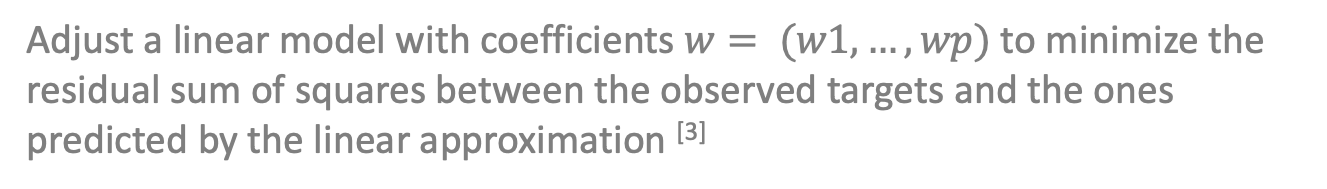 Adjust a linear model with coefficients w = (w1, ..., wp) to minimize the
residual sum of squares between the observed targets and the ones
predicted by the linear approximation [3]